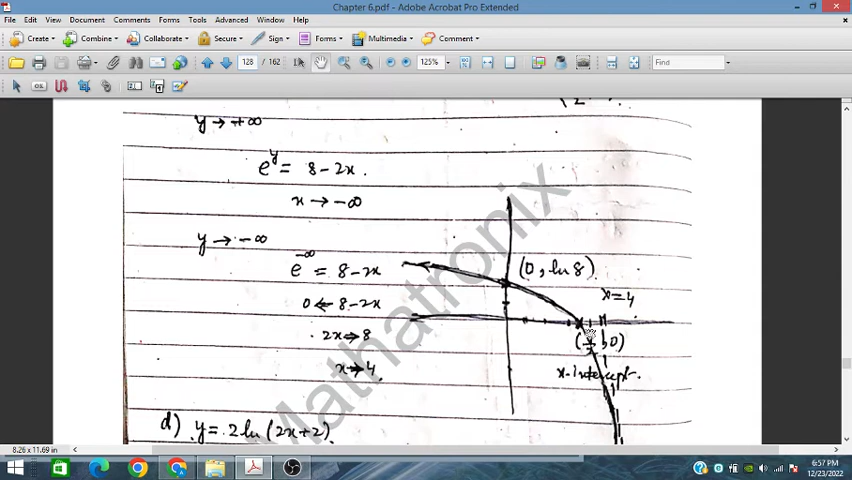 Chapter 6.pdf - Adobe Acrobat Pro Extended
File Edit View Document Comments Forms Tools Advanced Window Help
Create Combine Collaborate Secure Sign Forms Multimedia Comment
128 / 162 125% Find
y → +∞
e^y = 8 - 2x.
x → -∞
y → -∞
e^-∞ = 8 - 2x
0 ← 8 - 2x
2x → 8
x → 4.
(0, ln 8)
x = 4
x-intercept.
d) y = 2 ln (2x+2)
Mathatronix
8.26 x 11.69 in
6:57 PM
12/23/2022